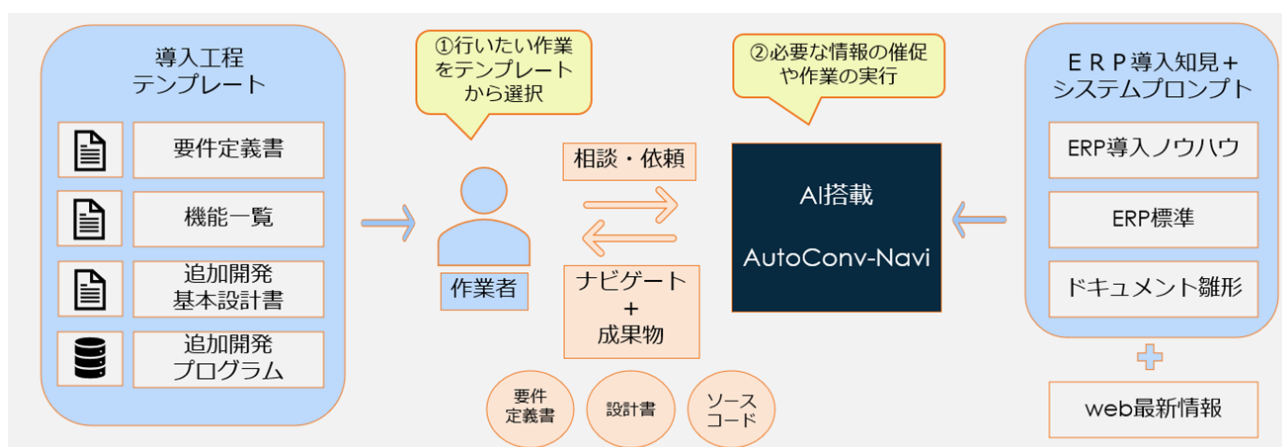 導入工程
テンプレート
要件定義書
機能一覧
追加開発
基本設計書
追加開発
プログラム
①行いたい作業
をテンプレート
から選択
作業者
相談・依頼
ナビゲート
+
成果物
要件
定義書
設計書
ソース
コード
②必要な情報の催促
や作業の実行
AI搭載
AutoConv-Navi
ERP導入知見+
システムプロンプト
ERP導入ノウハウ
ERP標準
ドキュメント雛形
web最新情報